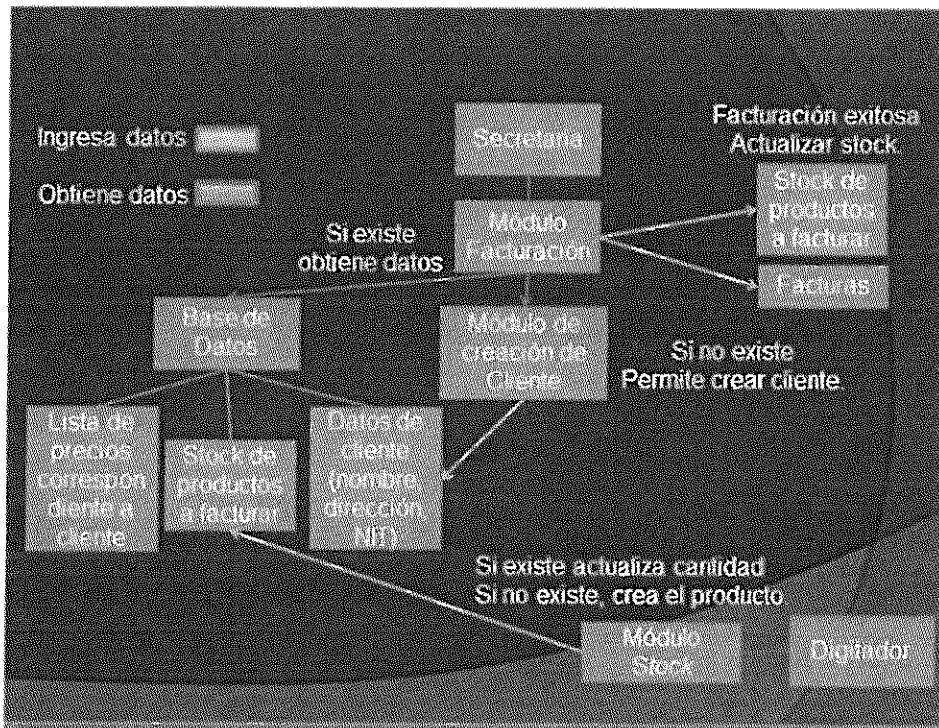 Ingresa datos
Obtiene datos
Secretaria
Facturación exitosa
Actualizar stock.
Stock de
productos
a facturar
Módulo
Facturación
Facturas
Si existe
obtiene datos
Base de
Datos
Módulo de
creación de
Cliente
Si no existe
Permite crear cliente.
Lista de
precios
correspon
diente a
cliente
Stock de
productos
a facturar
Datos de
cliente
(nombre
dirección,
NIT)
Si existe actualiza cantidad
Si no existe, crea el producto.
Módulo
Stock
Digitador